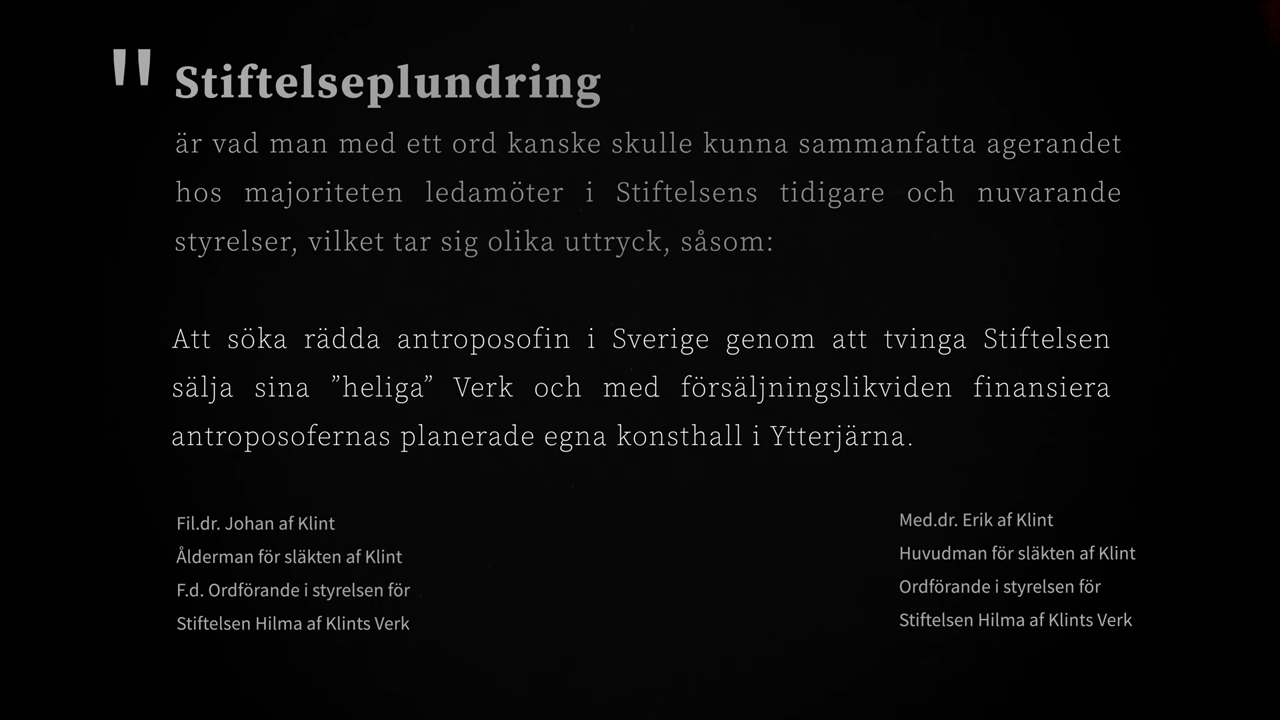 "Stiftelseplundring
är vad man med ett ord kanske skulle kunna sammanfatta agerandet
hos majoriteten ledamöter i Stiftelsens tidigare och nuvarande
styrelser, vilket tar sig olika uttryck, såsom:
Att söka rädda antroposofin i Sverige genom att tvinga Stiftelsen
sälja sina ”heliga” Verk och med försäljningslikviden finansiera
antroposofernas planerade egna konsthall i Ytterjärna.
Fil.dr. Johan af Klint
Ålderman för släkten af Klint
F.d. Ordförande i styrelsen för
Stiftelsen Hilma af Klints Verk
Med.dr. Erik af Klint
Huvudman för släkten af Klint
Ordförande i styrelsen för
Stiftelsen Hilma af Klints Verk